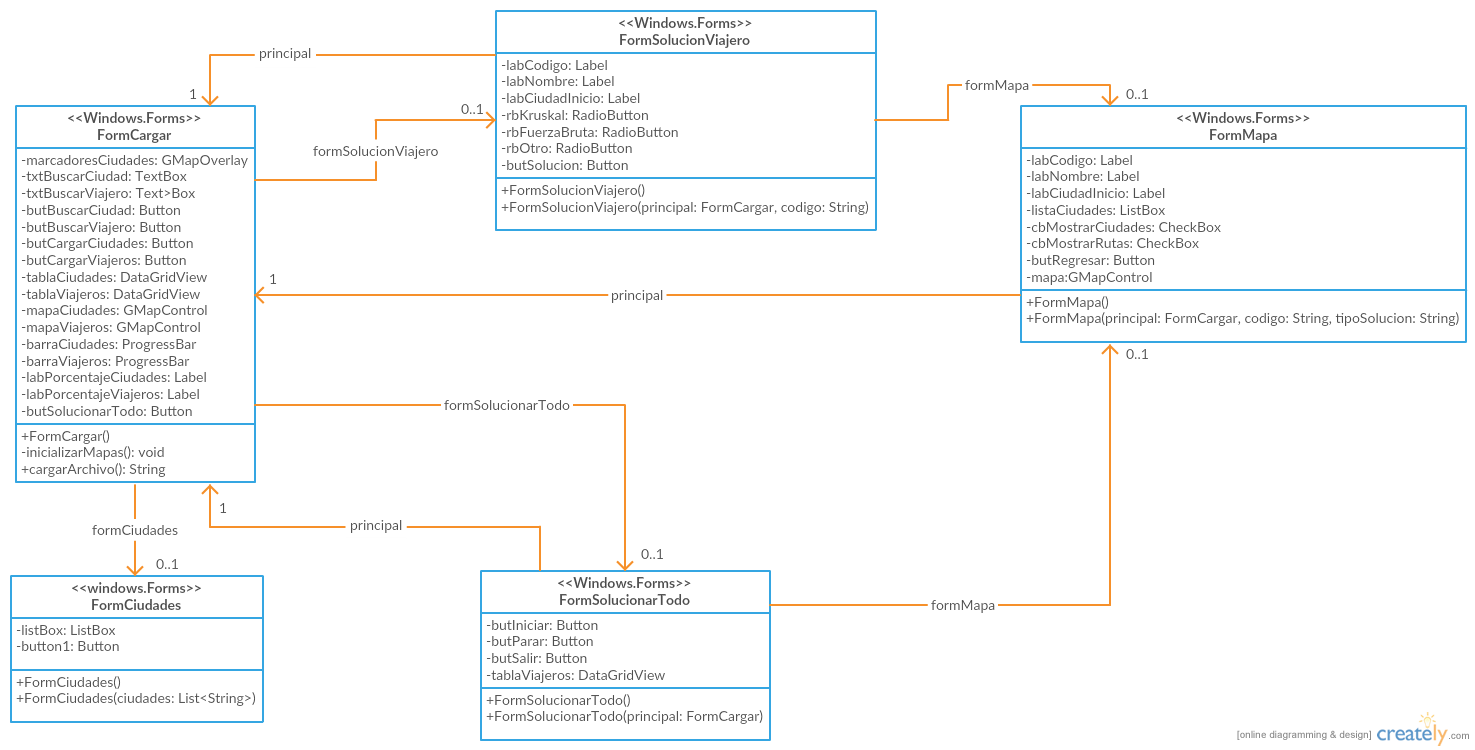 <<Windows.Forms>>
FormSolucionViajero
-labCodigo: Label
-labNombre: Label
-labCiudadInicio: Label
-rbKruskal: RadioButton
-rbFuerzaBruta: RadioButton
-rbOtro: RadioButton
-butSolucion: Button
+FormSolucionViajero()
+FormSolucionViajero(principal: FormCargar, codigo: String)
principal
1
0..1
formSolucionViajero
formMapa
0..1
<<Windows.Forms>>
FormCargar
-marcadoresCiudades: GMapOverlay
-txtBuscarCiudad: TextBox
-txtBuscarViajero: Text>Box
-butBuscarCiudad: Button
-butBuscarViajero: Button
-butCargarCiudades: Button
-butCargarViajeros: Button
-tablaCiudades: DataGridView
-tablaViajeros: DataGridView
-mapaCiudades: GMapControl
-mapaViajeros: GMapControl
-barraCiudades: ProgressBar
-barraViajeros: ProgressBar
-labPorcentajeCiudades: Label
-labPorcentajeViajeros: Label
-butSolucionarTodo: Button
+FormCargar()
-inicializarMapas(): void
+cargarArchivo(): String
<<Windows.Forms>>
FormMapa
-labCodigo: Label
-labNombre: Label
-labCiudadInicio: Label
-listaCiudades: ListBox
-cbMostrarCiudades: CheckBox
-cbMostrarRutas: CheckBox
-butRegresar: Button
-mapa:GMapControl
+FormMapa()
+FormMapa(principal: FormCargar, codigo: String, tipoSolucion: String)
1
principal
0..1
formSolucionarTodo
1
principal
formCiudades
0..1
0..1
<<windows.Forms>>
FormCiudades
-listBox: ListBox
-button1: Button
+FormCiudades()
+FormCiudades(ciudades: List<String>)
<<Windows.Forms>>
FormSolucionarTodo
-butIniciar: Button
-butParar: Button
-butSalir: Button
-tablaViajeros: DataGridView
+FormSolucionarTodo()
+FormSolucionarTodo(principal: FormCargar)
formMapa
[online diagramming & design] creately.com